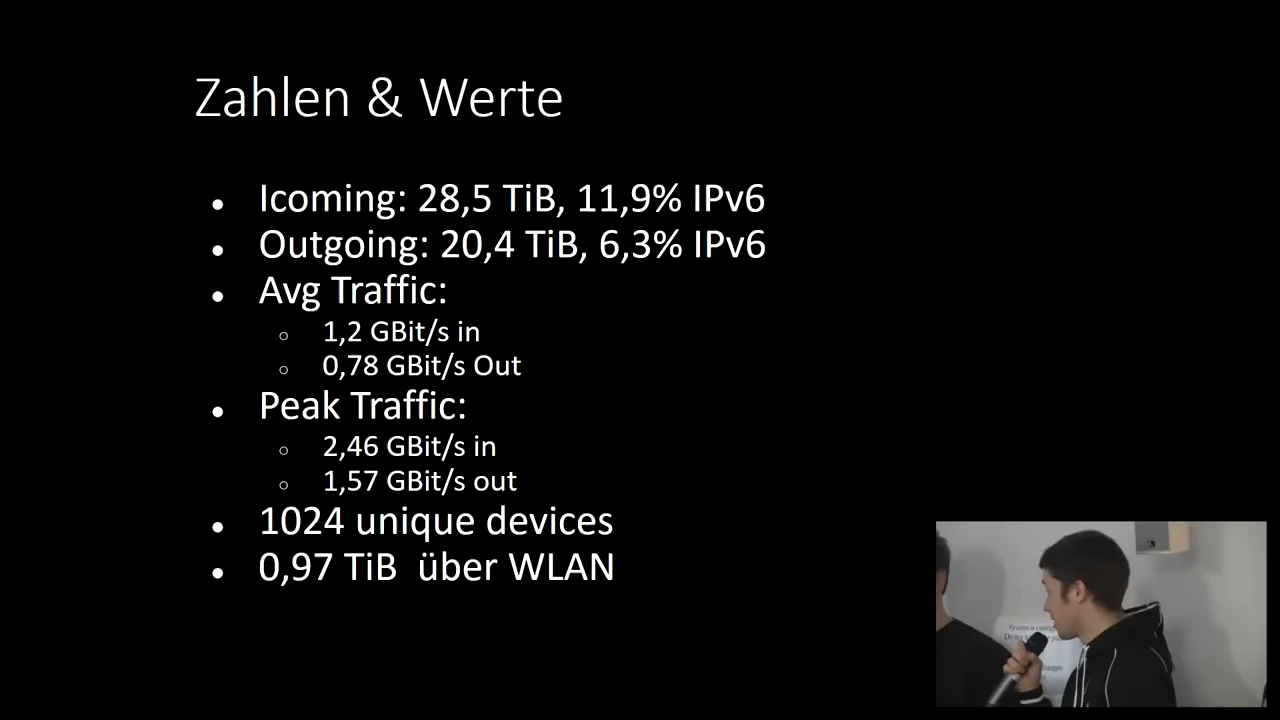 Zahlen & Werte
Icoming: 28,5 TiB, 11,9% IPv6
Outgoing: 20,4 TiB, 6,3% IPv6
Avg Traffic:
1,2 GBit/s in
0,78 GBit/s Out
Peak Traffic:
2,46 GBit/s in
1,57 GBit/s out
1024 unique devices
0,97 TiB über WLAN
System is